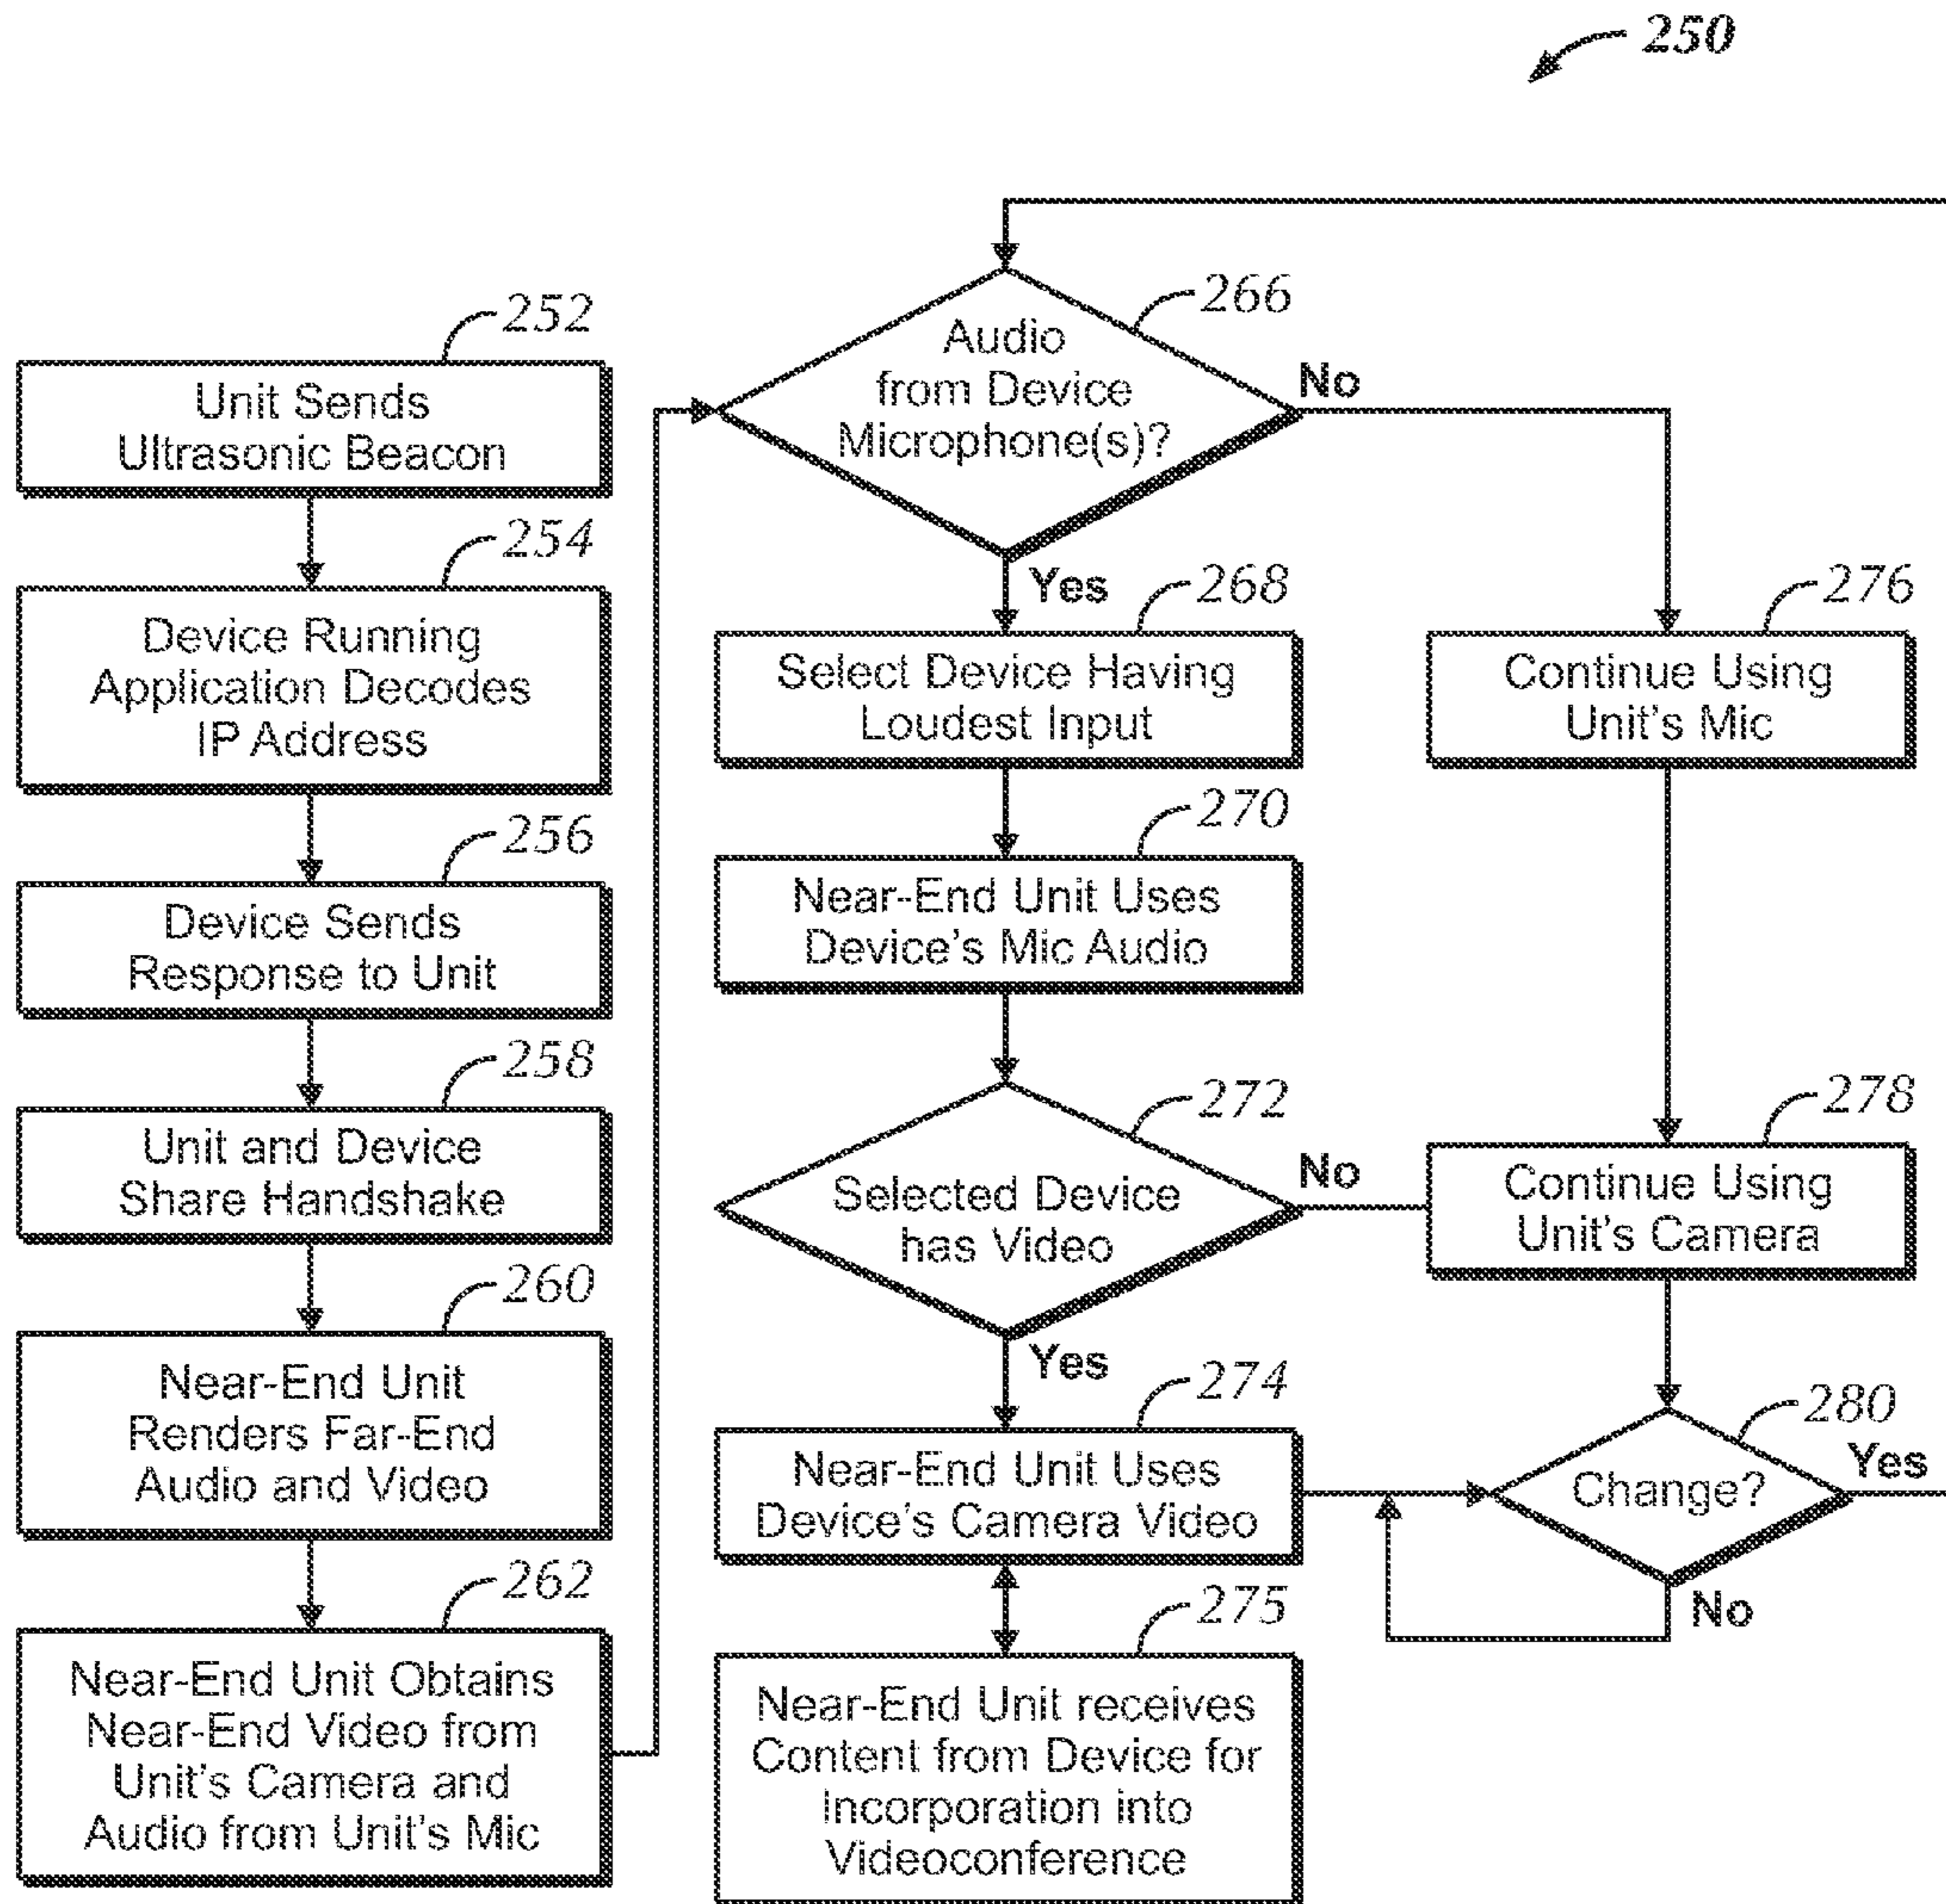 250
252
Unit Sends
Ultrasonic Beacon
254
Device Running
Application Decodes
IP Address
256
Device Sends
Response to Unit
258
Unit and Device
Share Handshake
260
Near-End Unit
Renders Far-End
Audio and Video
262
Near-End Unit Obtains
Near-End Video from
Unit's Camera and
Audio from Unit's Mic
266
Audio
from Device
Microphone(s)?
No
Yes
268
Select Device Having
Loudest Input
270
Near-End Unit Uses
Device's Mic Audio
272
Selected Device
has Video
No
Yes
274
Near-End Unit Uses
Device's Camera Video
275
Near-End Unit receives
Content from Device for
Incorporation into
Videoconference
276
Continue Using
Unit's Mic
278
Continue Using
Unit's Camera
280
Change?
Yes
No